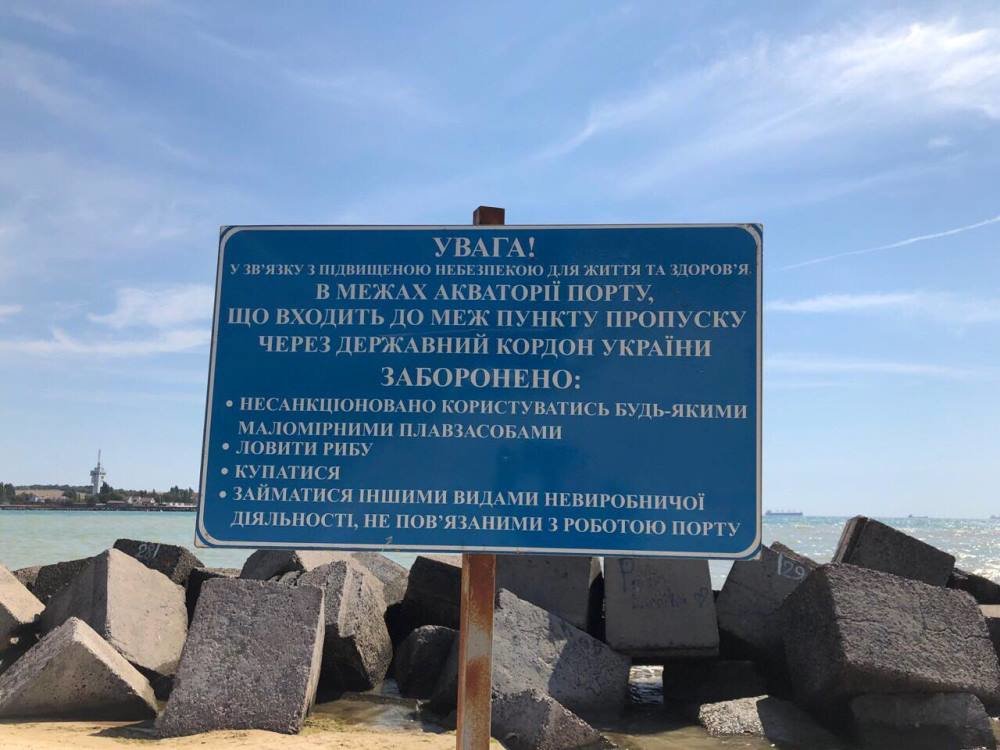 УВАГА!
У ЗВ'ЯЗКУ З ПІДВИЩЕНОЮ НЕБЕЗПЕКОЮ ДЛЯ ЖИТТЯ ТА ЗДОРОВ'Я
В МЕЖАХ АКВАТОРІЇ ПОРТУ,
ЩО ВХОДИТЬ ДО МЕЖ ПУНКТУ ПРОПУСКУ
ЧЕРЕЗ ДЕРЖАВНИЙ КОРДОН УКРАЇНИ
ЗАБОРОНЕНО:
• НЕСАНКЦІОНОВАНО КОРИСТУВАТИСЬ БУДЬ-ЯКИМИ
МАЛОМІРНИМИ ПЛАВЗАСОБАМИ
• ЛОВИТИ РИБУ
• КУПАТИСЯ
• ЗАЙМАТИСЯ ІНШИМИ ВИДАМИ НЕВИРОБНИЧОЇ
ДІЯЛЬНОСТІ, НЕ ПОВ'ЯЗАНИМИ З РОБОТОЮ ПОРТУ
129